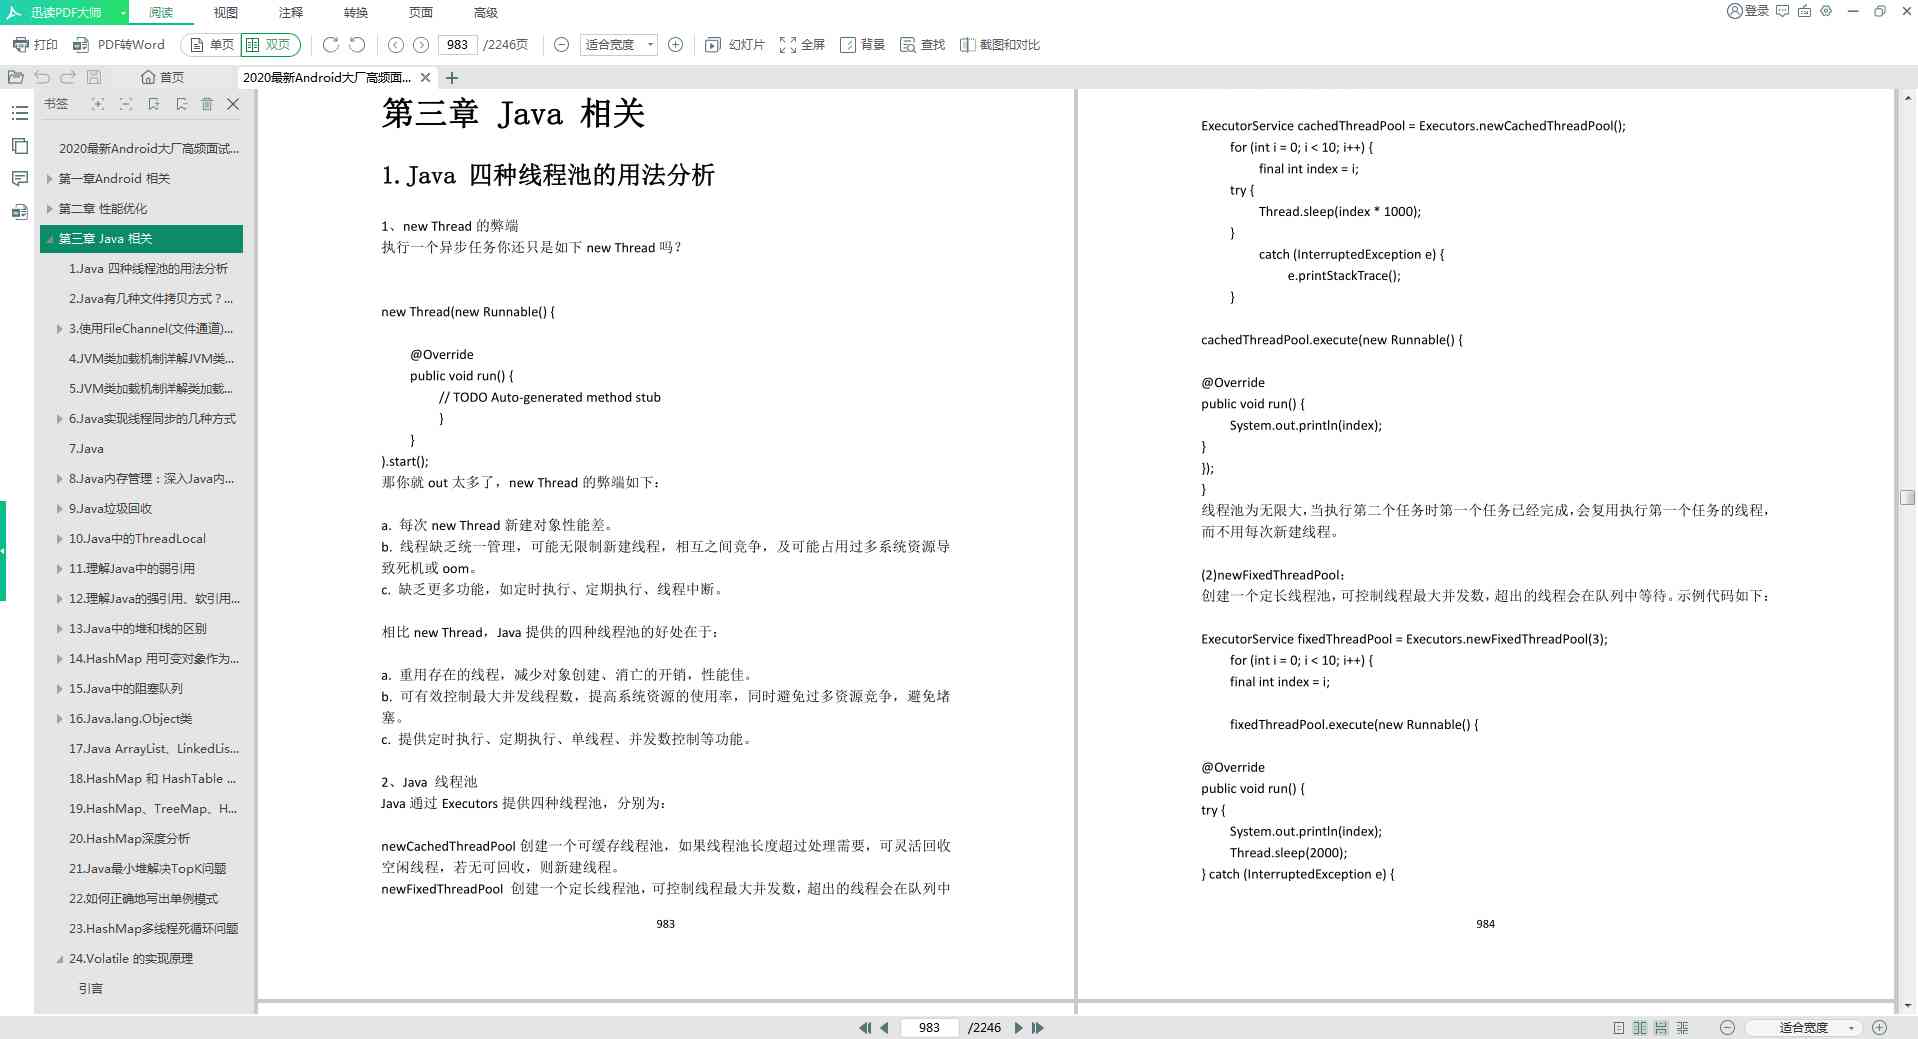 迅读PDF大师
阅读
视图
注释
转换
页面
高级
登录
打印
PDF转Word
单页
双页
983
/2246页
适合宽度
幻灯片
全屏
背景
查找
截图和对比
首页
2020最新Android大厂高频面...
书签
2020最新Android大厂高频面试...
第一章Android 相关
第二章 性能优化
第三章 Java 相关
1.Java 四种线程池的用法分析
2.Java有几种文件拷贝方式？...
3.使用FileChannel(文件通道)...
4.JVM类加载机制详解JVM类...
5.JVM类加载机制详解类加载...
6.Java实现线程同步的几种方式
7.Java
8.Java内存管理：深入Java内...
9.Java垃圾回收
10.Java中的ThreadLocal
11.理解Java中的弱引用
12.理解Java的强引用、软引用...
13.Java中的堆和栈的区别
14.HashMap 用可变对象作为...
15.Java中的阻塞队列
16.Java.lang.Object类
17.Java ArrayList、LinkedLis...
18.HashMap 和 HashTable ...
19.HashMap、TreeMap、H...
20.HashMap深度分析
21.Java最小堆解决TopK问题
22.如何正确地写出单例模式
23.HashMap多线程死循环问题
24.Volatile 的实现原理
引言
第三章 Java 相关
1.Java 四种线程池的用法分析
1、new Thread 的弊端
执行一个异步任务你还只是如下 new Thread 吗？
new Thread(new Runnable() {
@Override
public void run() {
// TODO Auto-generated method stub
}
}
).start();
那你就 out 太多了，new Thread 的弊端如下：
a. 每次 new Thread 新建对象性能差。
b. 线程缺乏统一管理，可能无限制新建线程，相互之间竞争，及可能占用过多系统资源导
致死机或 oom。
c. 缺乏更多功能，如定时执行、定期执行、线程中断。
相比 new Thread，Java 提供的四种线程池的好处在于：
a. 重用存在的线程，减少对象创建、消亡的开销，性能佳。
b. 可有效控制最大并发线程数，提高系统资源的使用率，同时避免过多资源竞争，避免堵
塞。
c. 提供定时执行、定期执行、单线程、并发数控制等功能。
2、Java 线程池
Java 通过 Executors 提供四种线程池，分别为：
newCachedThreadPool 创建一个可缓存线程池，如果线程池长度超过处理需要，可灵活回收
空闲线程，若无可回收，则新建线程。
newFixedThreadPool 创建一个定长线程池，可控制线程最大并发数，超出的线程会在队列中
983
ExecutorService cachedThreadPool = Executors.newCachedThreadPool();
for (int i = 0; i < 10; i++) {
final int index = i;
try {
Thread.sleep(index * 1000);
}
catch (InterruptedException e) {
e.printStackTrace();
}
cachedThreadPool.execute(new Runnable() {
@Override
public void run() {
System.out.println(index);
}
});
}
线程池为无限大，当执行第二个任务时第一个任务已经完成，会复用执行第一个任务的线程，
而不用每次新建线程。
(2)newFixedThreadPool：
创建一个定长线程池，可控制线程最大并发数，超出的线程会在队列中等待。示例代码如下：
ExecutorService fixedThreadPool = Executors.newFixedThreadPool(3);
for (int i = 0; i < 10; i++) {
final int index = i;
fixedThreadPool.execute(new Runnable() {
@Override
public void run() {
try {
System.out.println(index);
Thread.sleep(2000);
} catch (InterruptedException e) {
984
983
/2246
适合宽度